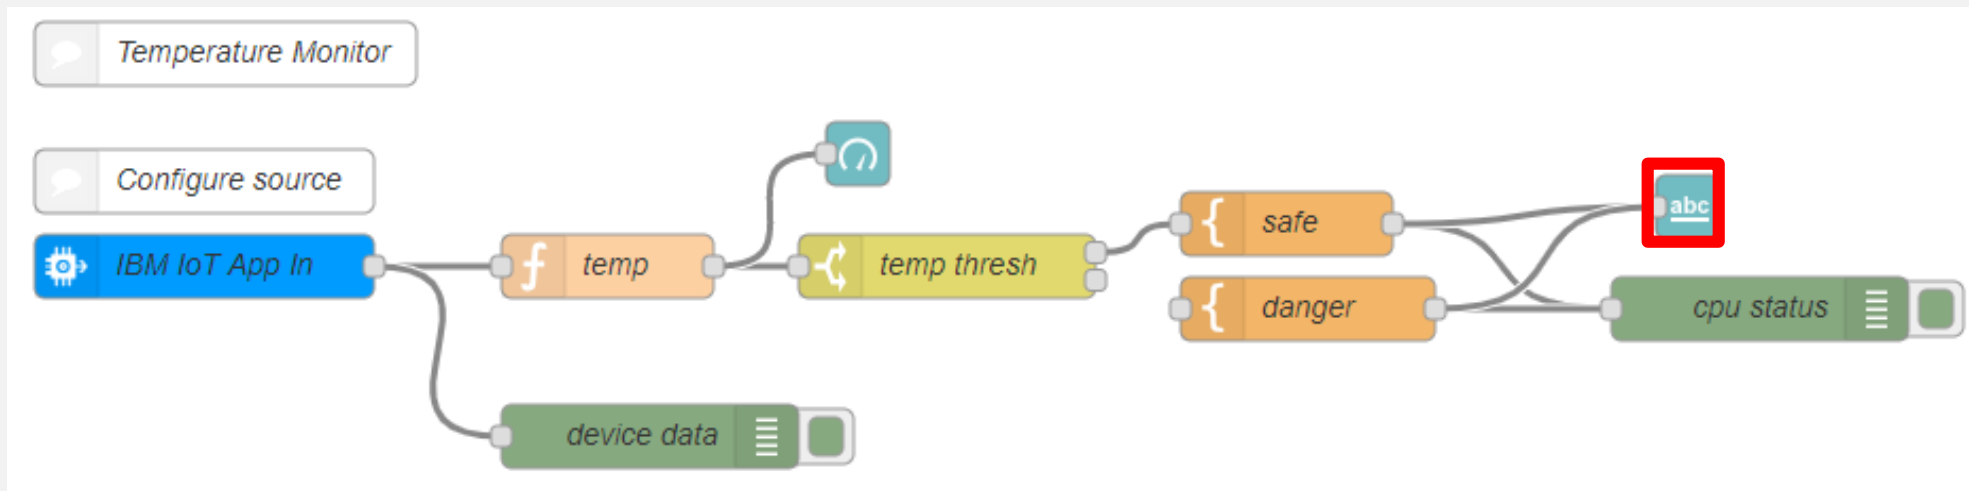 Temperature Monitor
Configure source
IBM IoT App In
temp
temp thresh
safe
danger
abc
cpu status
device data